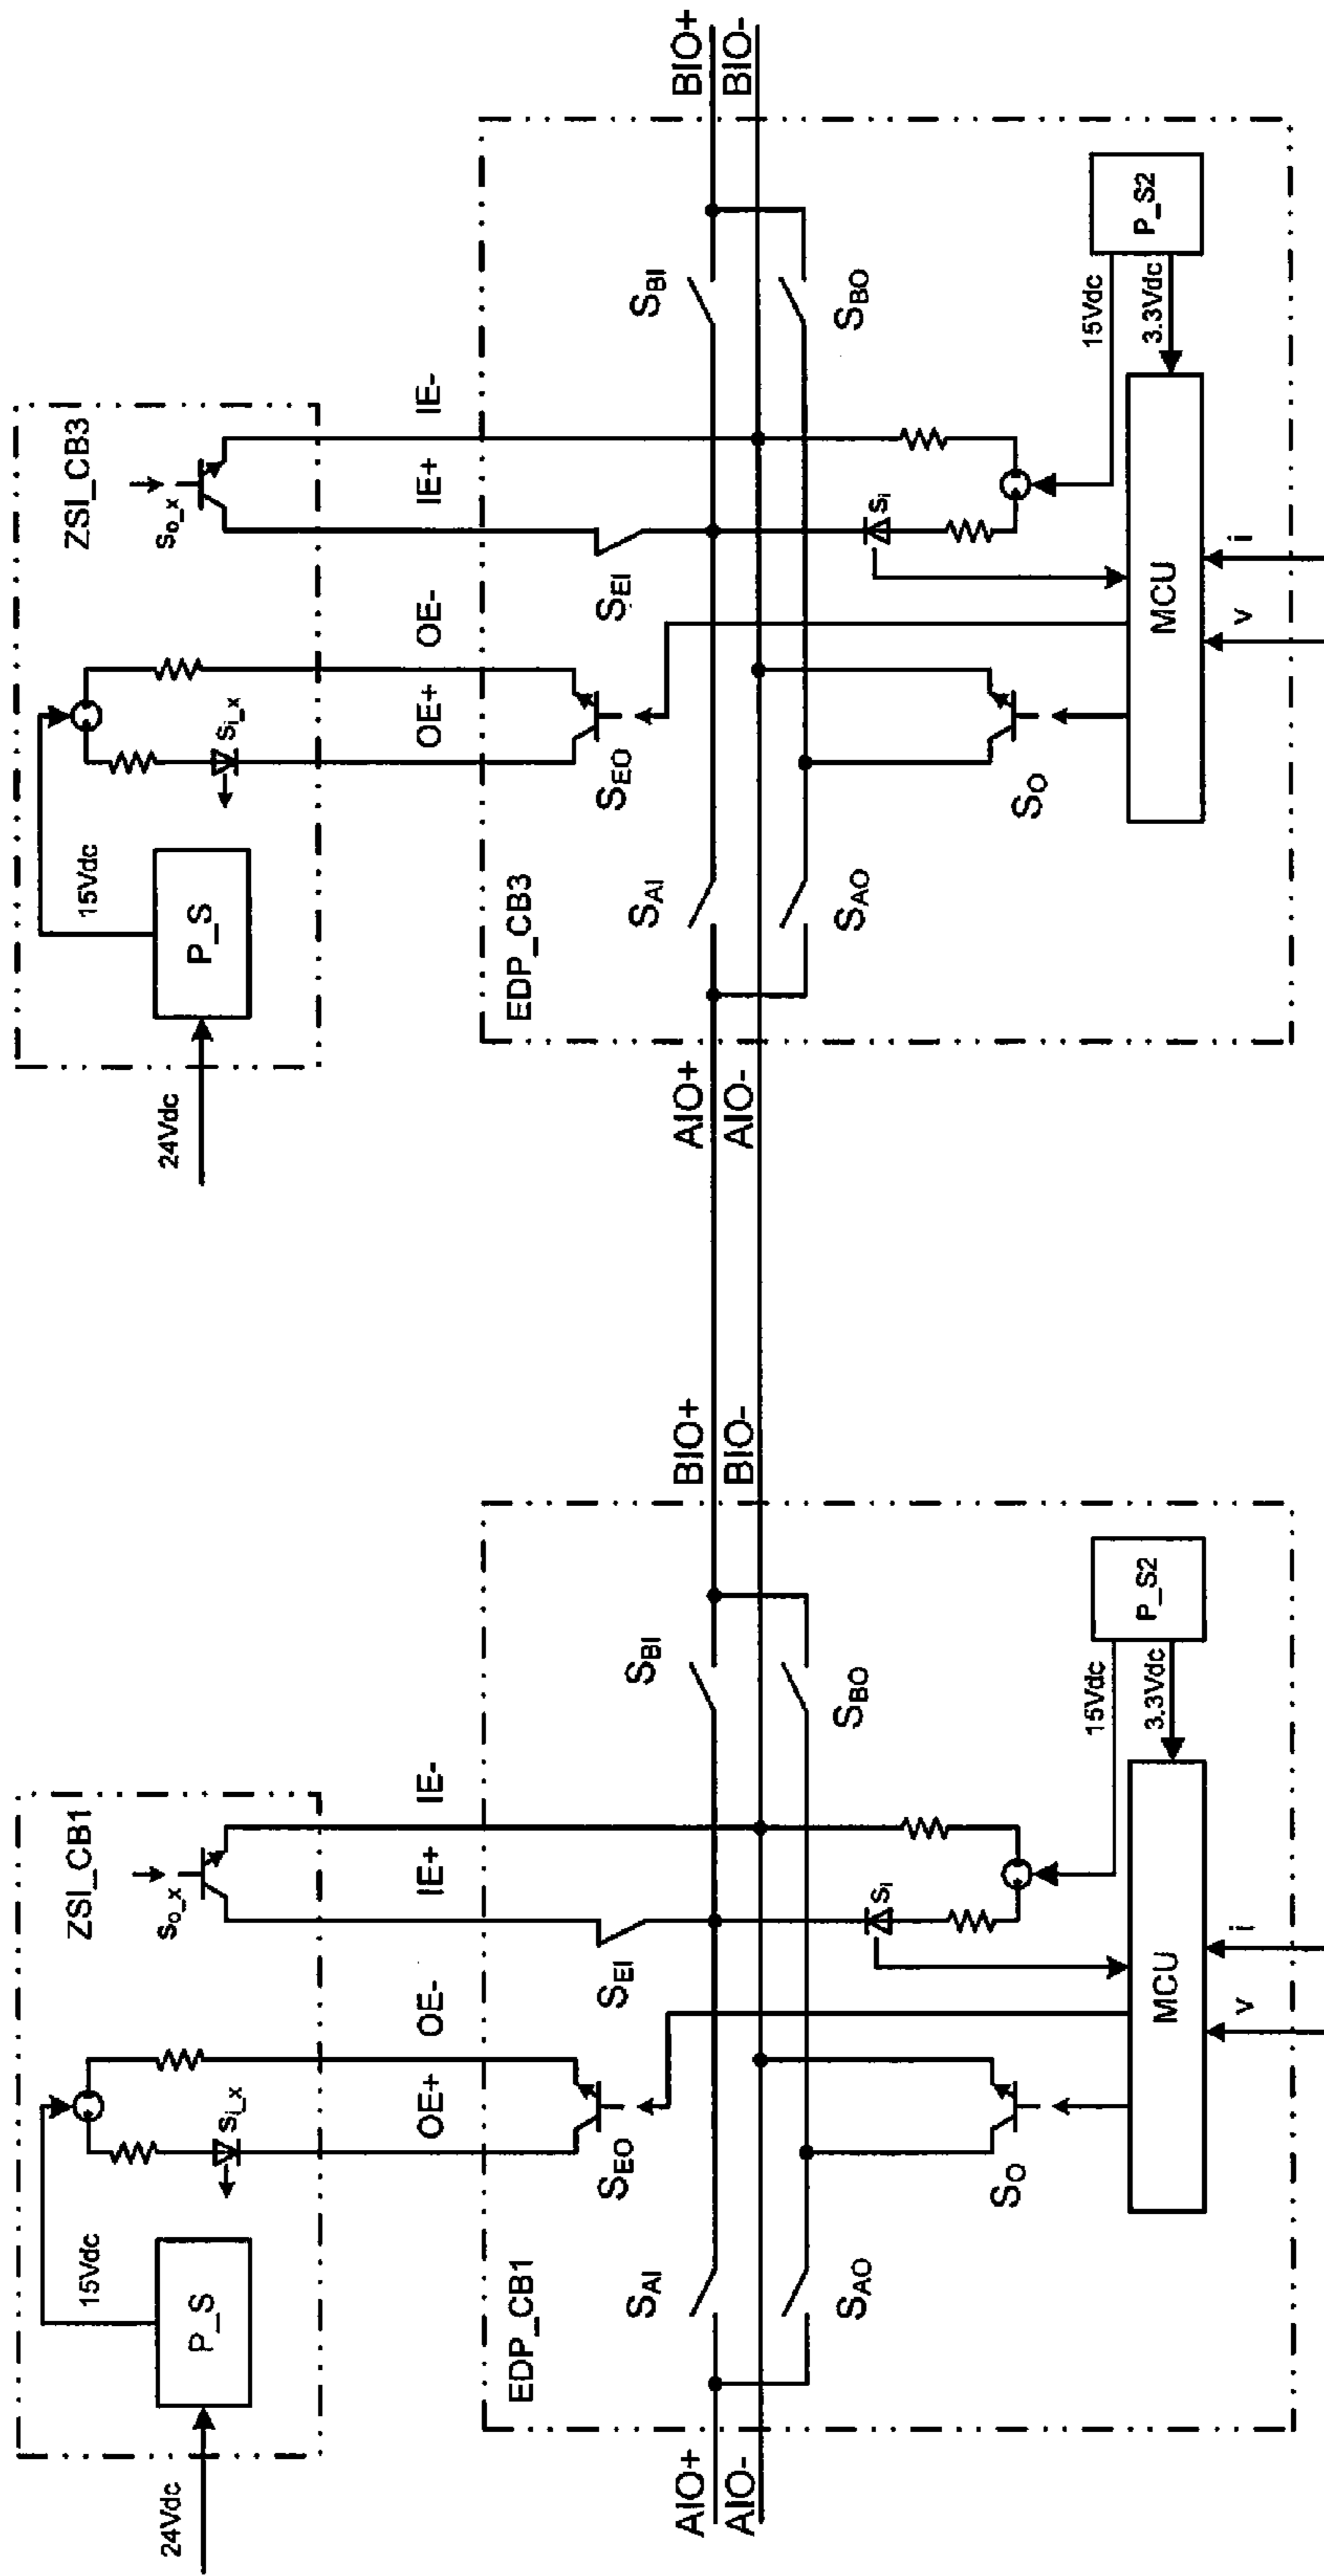 24Vdc
P_S
15Vdc
Si_x
So_x
ZSI_CB1
OE+
OE-
IE+
IE-
EDP_CB1
SEO
SEI
AIO+
AIO-
SAI
SAO
SBI
SBO
BIO+
BIO-
SO
Si
MCU
v
i
15Vdc
3.3Vdc
P_S2
24Vdc
P_S
15Vdc
Si_x
So_x
ZSI_CB3
OE+
OE-
IE+
IE-
EDP_CB3
SEO
SEI
AIO+
AIO-
SAI
SAO
SBI
SBO
BIO+
BIO-
SO
Si
MCU
v
i
15Vdc
3.3Vdc
P_S2